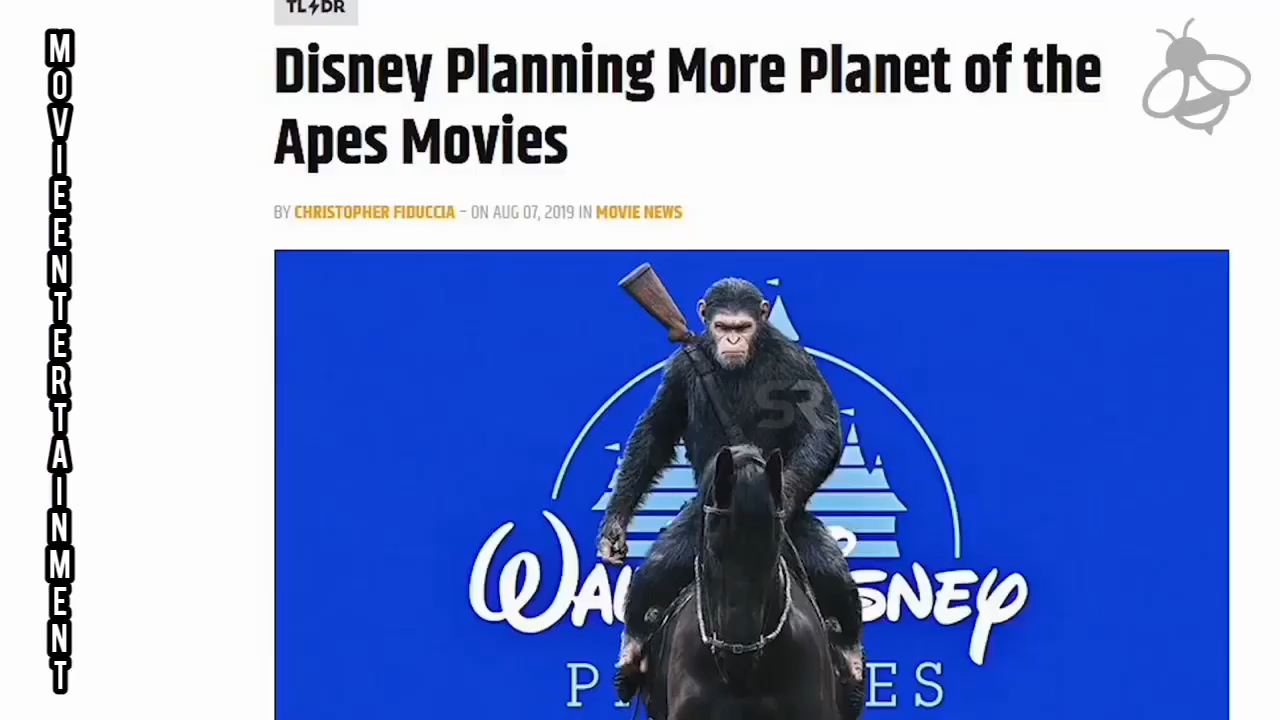 TL⚡DR
Disney Planning More Planet of the
Apes Movies
BY CHRISTOPHER FIDUCCIA – ON AUG 07, 2019 IN MOVIE NEWS
MOVIEENTERTAINMENT
SR